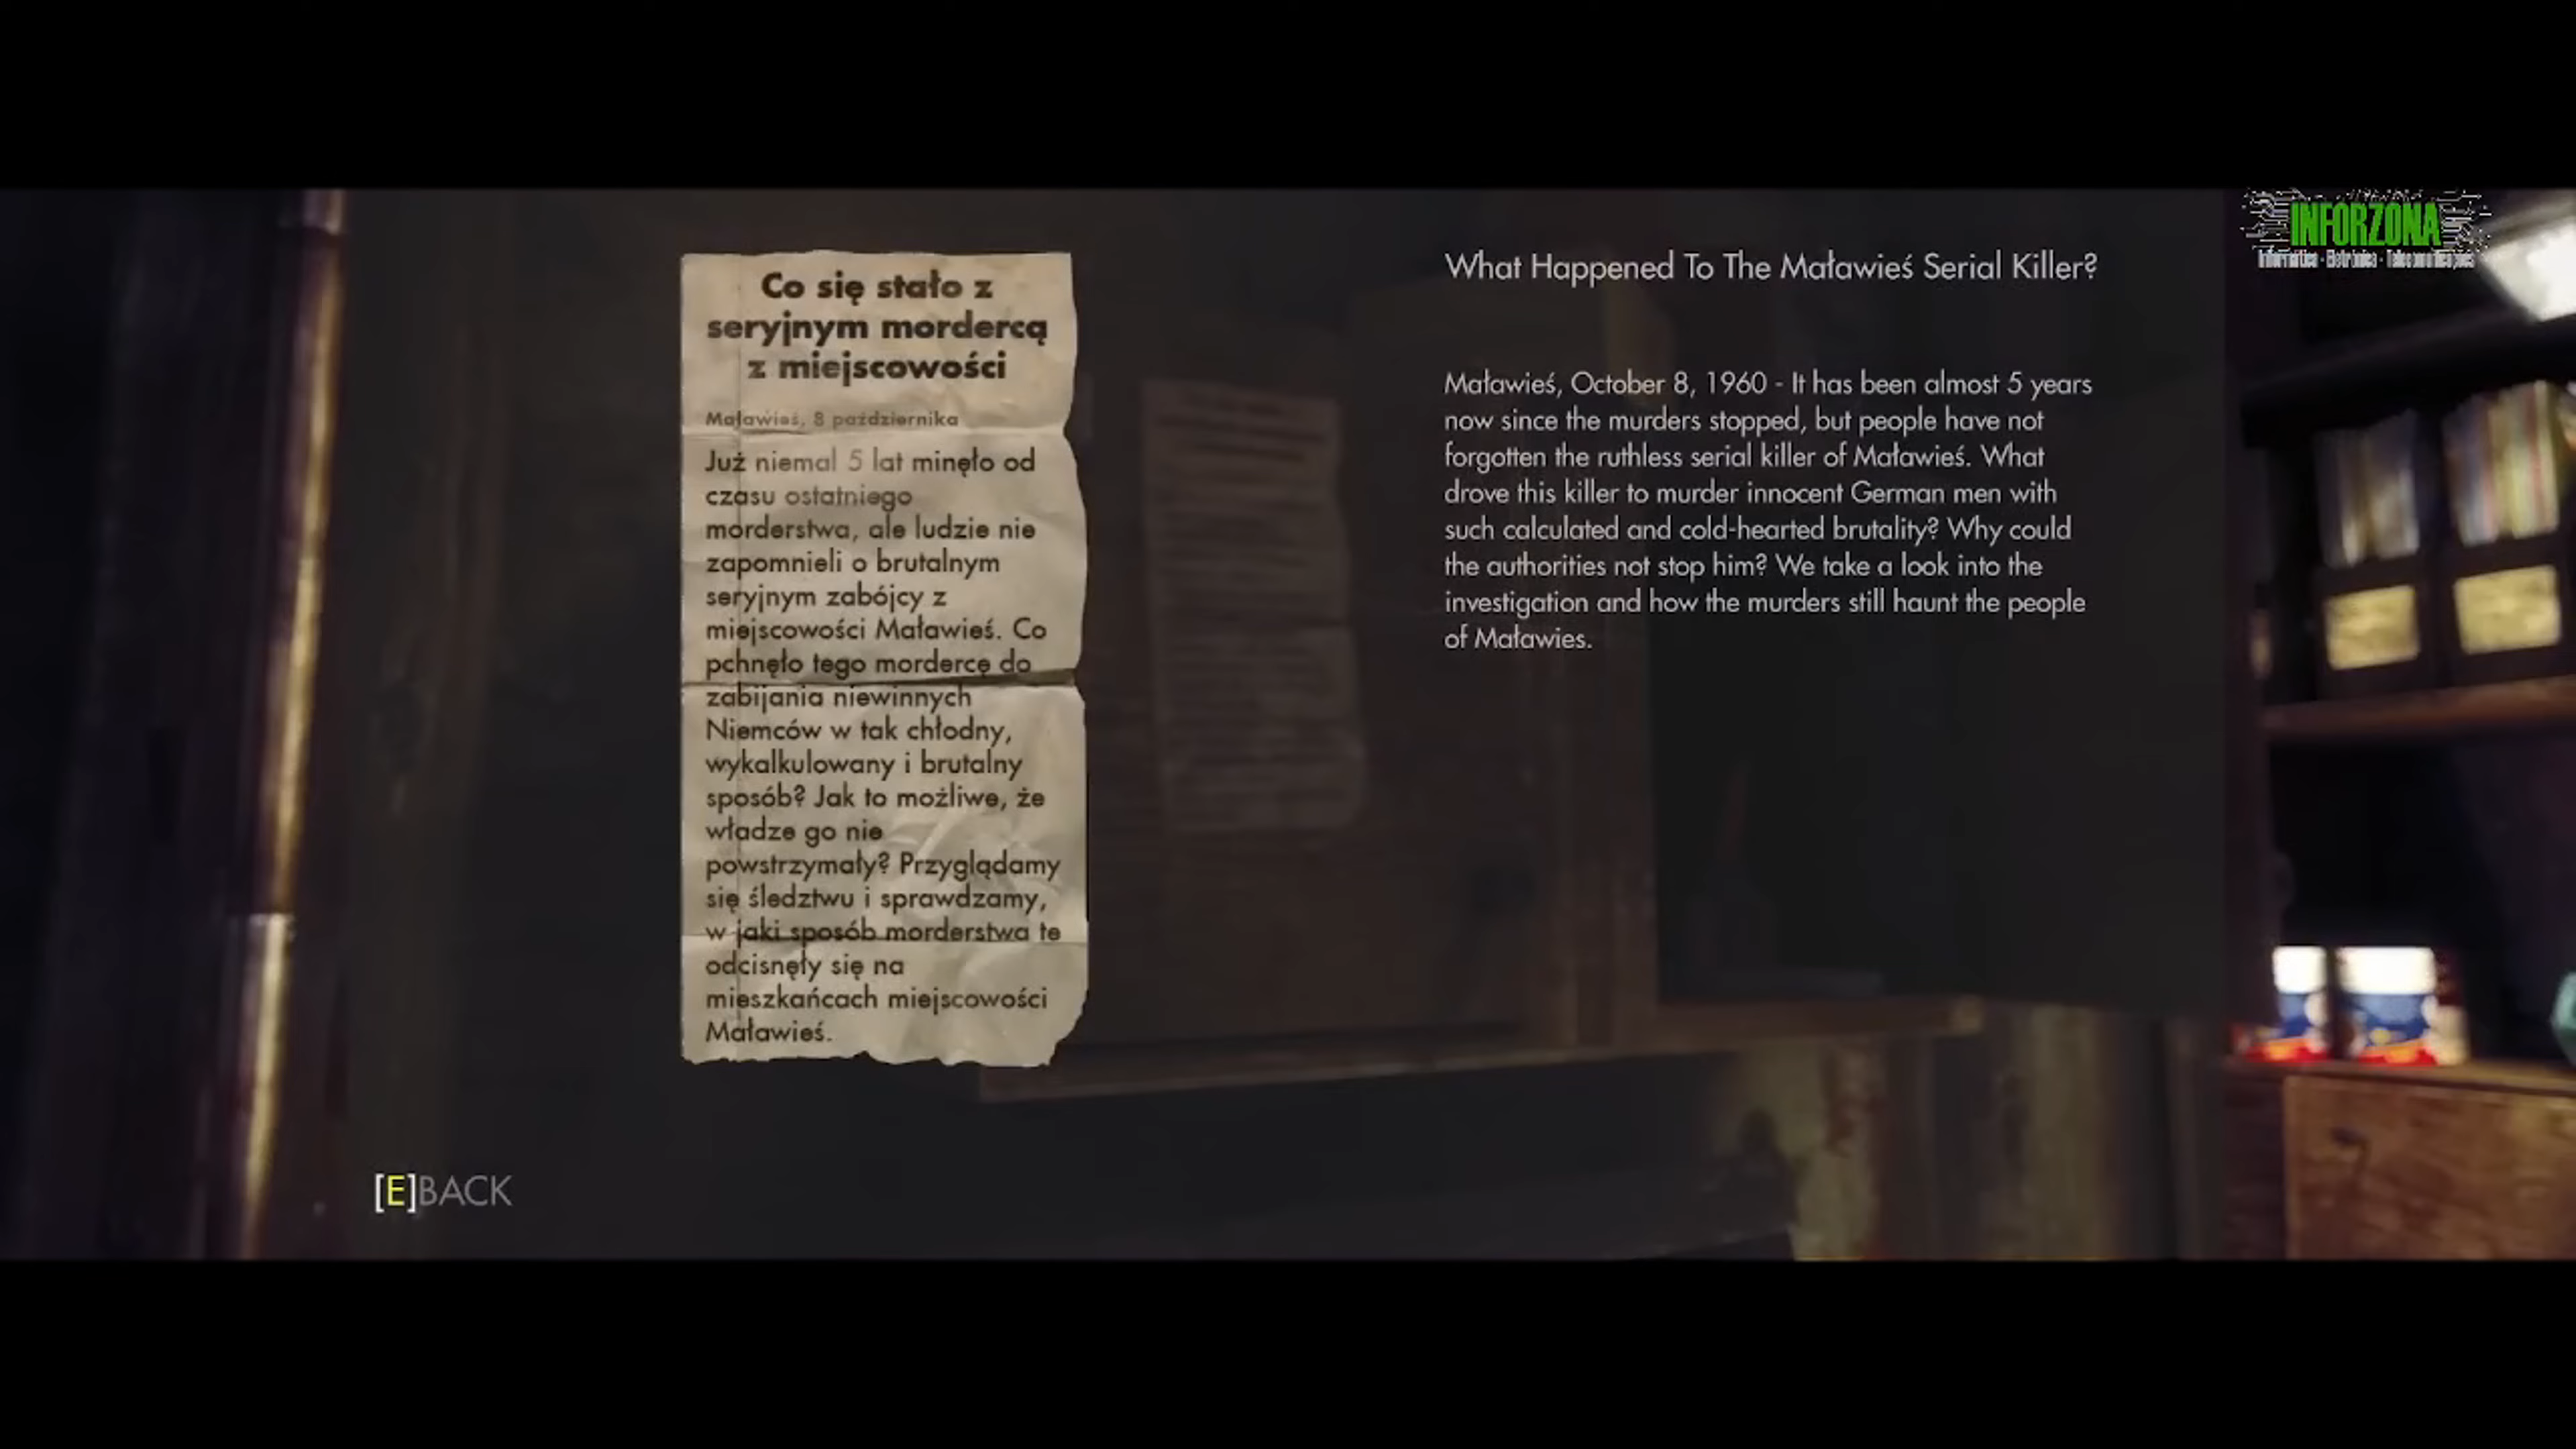 INFORZONA
Informática - Eletrónica - Telecomunicações
Co się stało z
seryjnym mordercą
z miejscowości
Maławieś, 8 października
Już niemal 5 lat minęło od
czasu ostatniego
morderstwa, ale ludzie nie
zapomnieli o brutalnym
seryjnym zabójcy z
miejscowości Maławieś. Co
pchnęło tego mordercę do
zabijania niewinnych
Niemców w tak chłodny,
wykalkulowany i brutalny
sposób? Jak to możliwe, że
władze go nie
powstrzymały? Przyglądamy
się śledztwu i sprawdzamy,
w jaki sposób morderstwa te
odcisnęły się na
mieszkańcach miejscowości
Maławieś.
What Happened To The Maławieś Serial Killer?
Maławieś, October 8, 1960 - It has been almost 5 years
now since the murders stopped, but people have not
forgotten the ruthless serial killer of Maławieś. What
drove this killer to murder innocent German men with
such calculated and cold-hearted brutality? Why could
the authorities not stop him? We take a look into the
investigation and how the murders still haunt the people
of Maławies.
[E]BACK